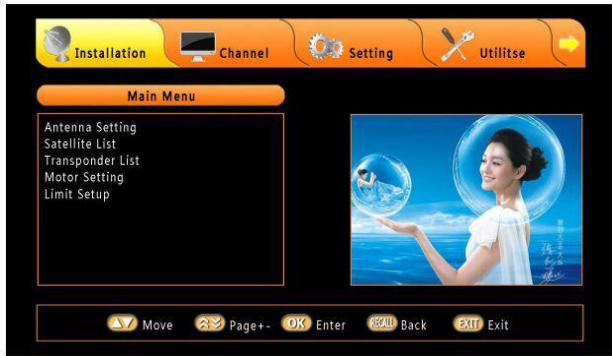 Installation
Channel
Setting
Utilitse
Main Menu
Antenna Setting
Satellite List
Transponder List
Motor Setting
Limit Setup
Move
Page+-
OK Enter
RECALL Back
EXIT Exit